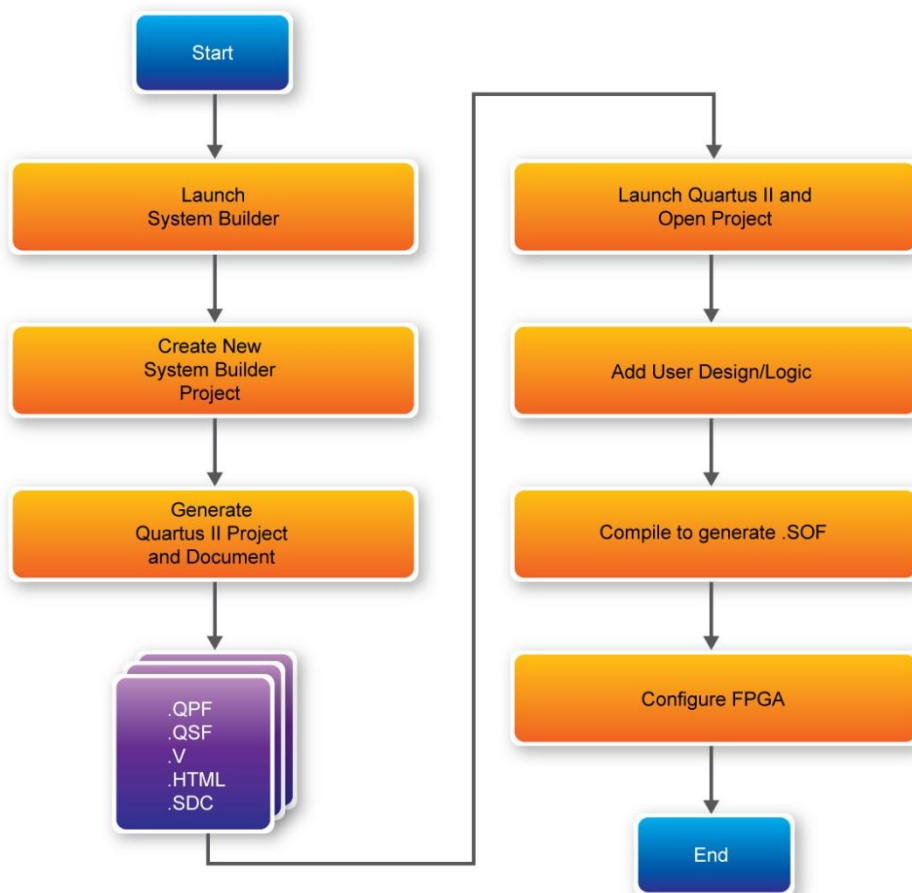 Start
Launch
System Builder
Create New
System Builder
Project
Generate
Quartus II Project
and Document
.QPF
.QSF
.V
.HTML
.SDC
Launch Quartus II and
Open Project
Add User Design/Logic
Compile to generate .SOF
Configure FPGA
End